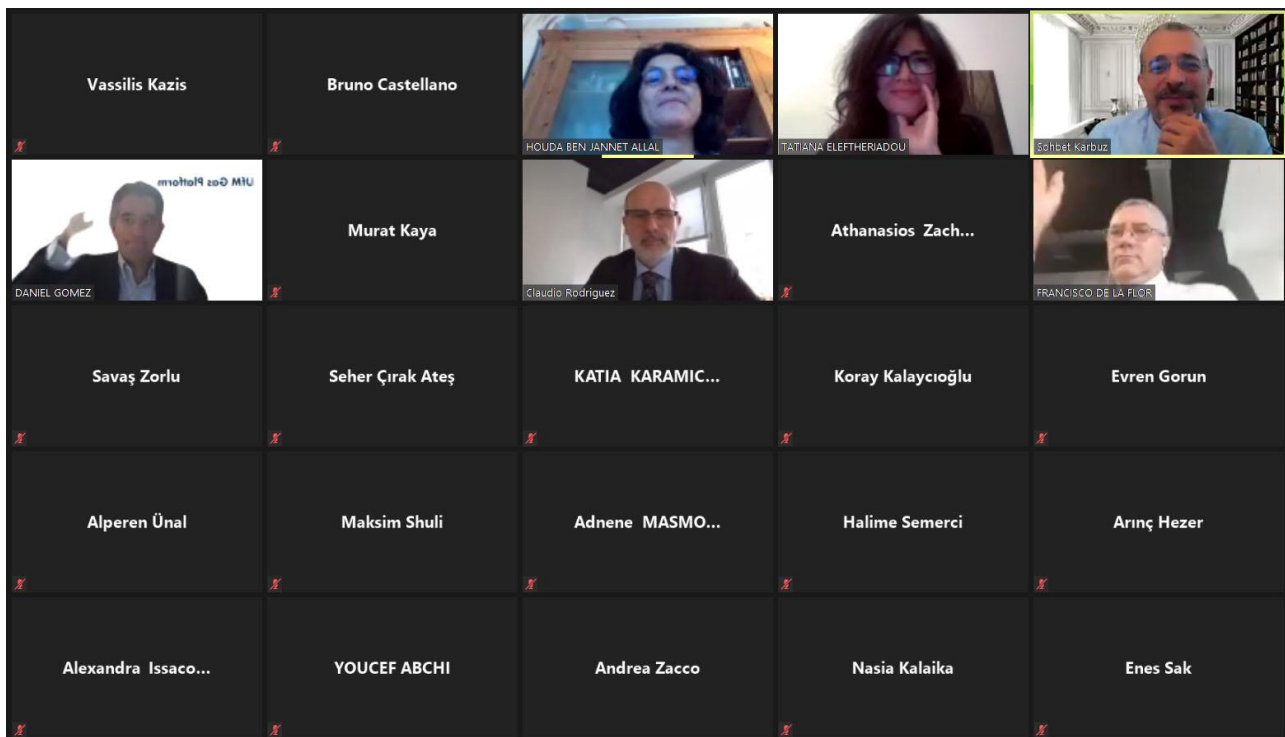 Vassilis Kazis
Bruno Castellano
HOUDA BEN JANNET ALLAL
TATIANA ELEFTHERIADOU
Sohbet Karbuz
UfM Gas Platform
DANIEL GOMEZ
Murat Kaya
Claudio Rodriguez
Athanasios Zach...
FRANCISCO DE LA FLOR
Savaş Zorlu
Seher Çırak Ateş
KATIA KARAMIC...
Koray Kalaycıoğlu
Evren Gorun
Alperen Ünal
Maksim Shuli
Adnene MASMO...
Halime Semerci
Arınç Hezer
Alexandra Issaco...
YOUCEF ABCHI
Andrea Zacco
Nasia Kalaika
Enes Sak